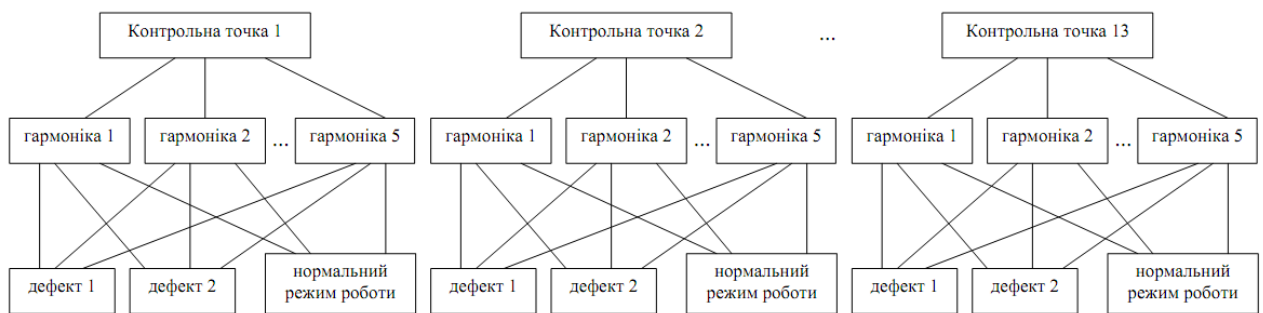 Контрольна точка 1
Контрольна точка 2
...
Контрольна точка 13
гармоніка 1
гармоніка 2
...
гармоніка 5
гармоніка 1
гармоніка 2
...
гармоніка 5
гармоніка 1
гармоніка 2
...
гармоніка 5
дефект 1
дефект 2
нормальний
режим роботи
дефект 1
дефект 2
нормальний
режим роботи
дефект 1
дефект 2
нормальний
режим роботи